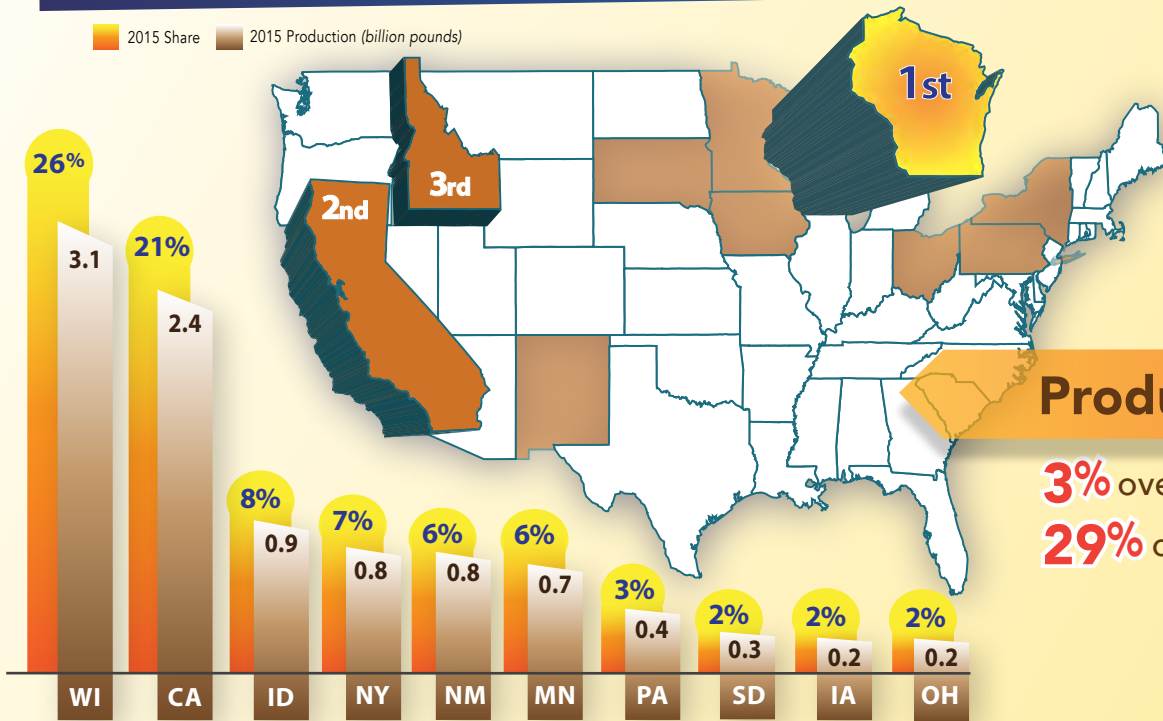 2015 Share
2015 Production (billion pounds)
1st
2nd
3rd
26%
3.1
21%
2.4
8%
0.9
7%
0.8
6%
0.8
6%
0.7
3%
0.4
2%
0.3
2%
0.2
2%
0.2
WI CA ID NY NM MN PA SD IA OH
Produ
3% ove
29%